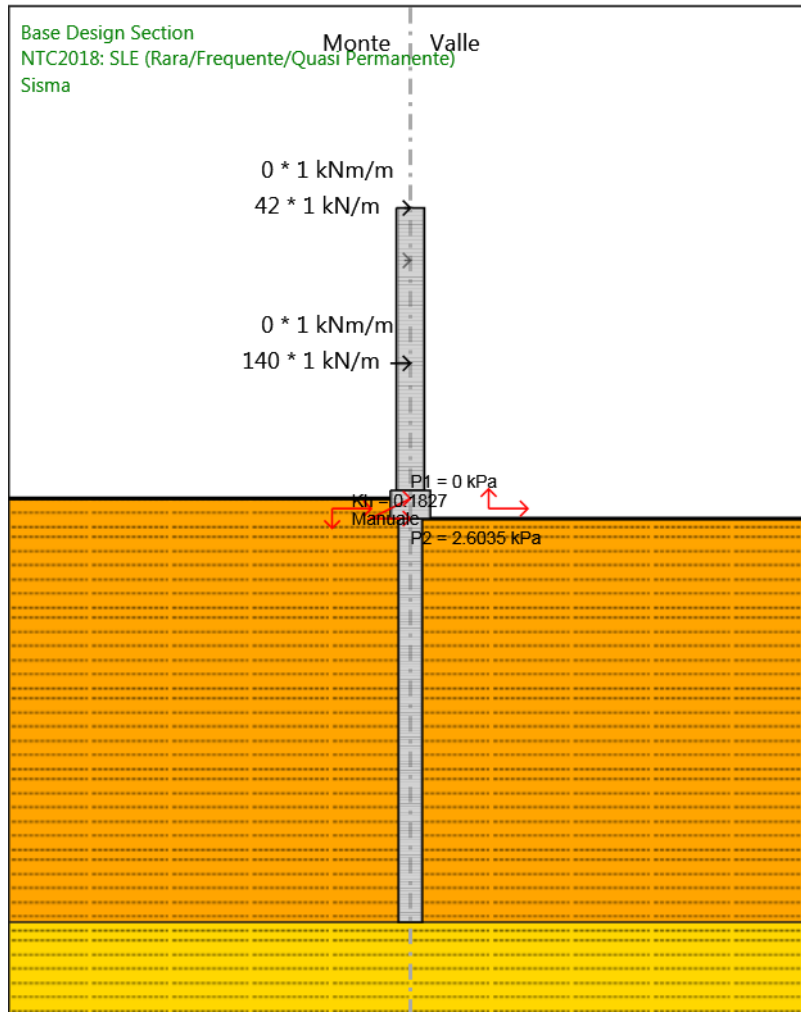 Base Design Section
Monte Valle
NTC2018: SLE (Rara/Frequente/Quasi Permanente)
Sisma
0 * 1 kNm/m
42 * 1 kN/m
0 * 1 kNm/m
140 * 1 kN/m
P1 = 0 kPa
Kh = 0.1827
Manuale
P2 = 2.6035 kPa